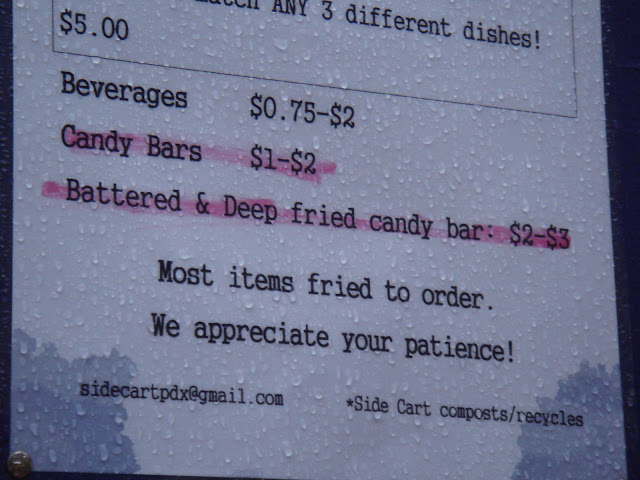 match ANY 3 different dishes!
$5.00
Beverages $0.75-$2
Candy Bars $1-$2
Battered & Deep fried candy bar: $2-$3
Most items fried to order.
We appreciate your patience!
sidecartpdx@gmail.com *Side Cart composts/recycles